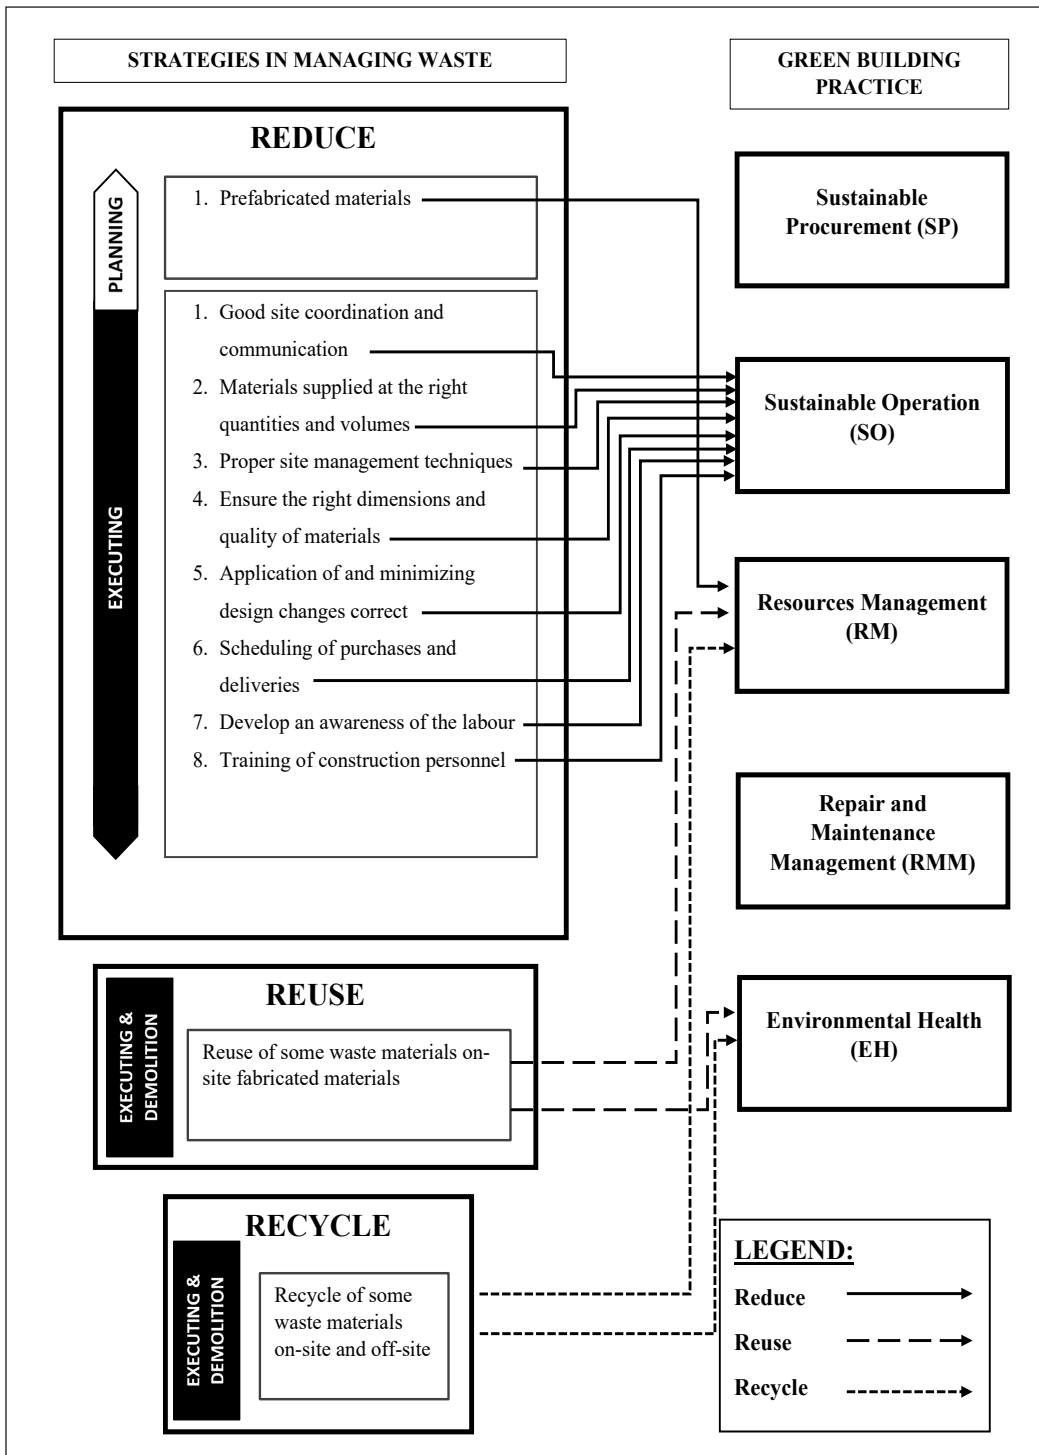 STRATEGIES IN MANAGING WASTE
GREEN BUILDING
PRACTICE
REDUCE
PLANNING
1. Prefabricated materials
EXECUTING
1. Good site coordination and
communication
2. Materials supplied at the right
quantities and volumes
3. Proper site management techniques
4. Ensure the right dimensions and
quality of materials
5. Application of and minimizing
design changes correct
6. Scheduling of purchases and
deliveries
7. Develop an awareness of the labour
8. Training of construction personnel
Sustainable
Procurement (SP)
Sustainable Operation
(SO)
Resources Management
(RM)
Repair and
Maintenance
Management (RMM)
Environmental Health
(EH)
REUSE
EXECUTING &
DEMOLITION
Reuse of some waste materials on-
site fabricated materials
RECYCLE
EXECUTING &
DEMOLITION
Recycle of some
waste materials
on-site and off-site
LEGEND:
Reduce
Reuse
Recycle